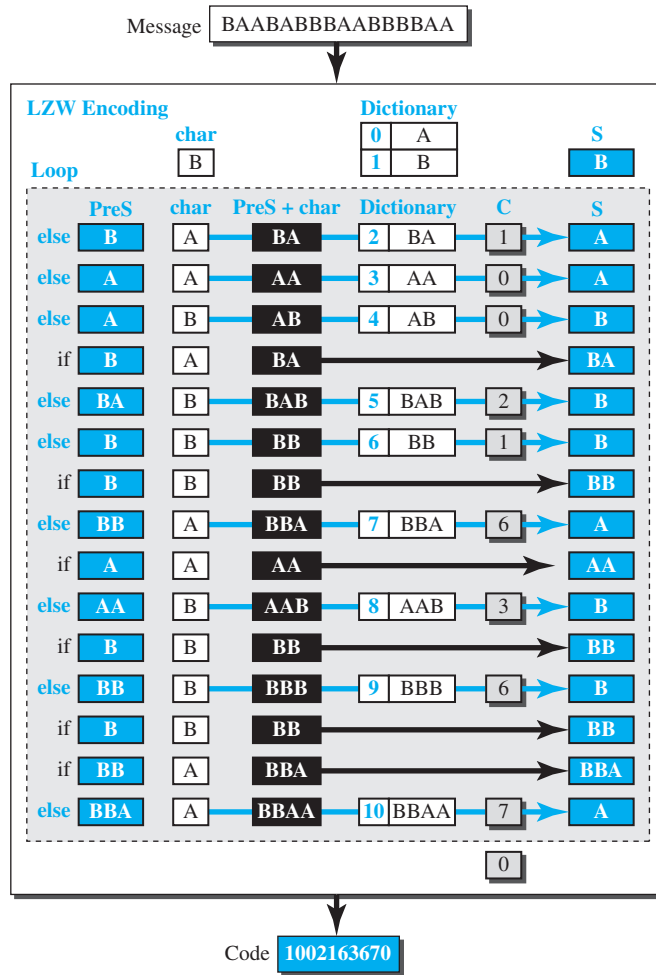 Message BAABABBBAABBBBAA
LZW Encoding Dictionary
char 0 A S
B 1 B B
Loop
PreS char PreS + char Dictionary C S
else B A BA 2 BA 1 A
else A A AA 3 AA 0 A
else A B AB 4 AB 0 B
if B A BA BA
else BA B BAB 5 BAB 2 B
else B B BB 6 BB 1 B
if B B BB BB
else BB A BBA 7 BBA 6 A
if A A AA AA
else AA B AAB 8 AAB 3 B
if B B BB BB
else BB B BBB 9 BBB 6 B
if B B BB BB
if BB A BBA BBA
else BBA A BBAA 10 BBAA 7 A
0
Code 1002163670